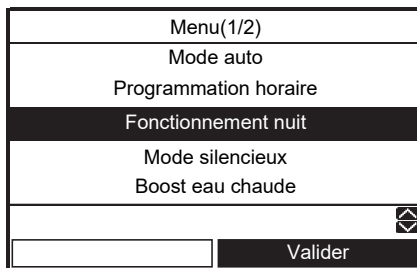 Menu(1/2)
Mode auto
Programmation horaire
Fonctionnement nuit
Mode silencieux
Boost eau chaude
Valider